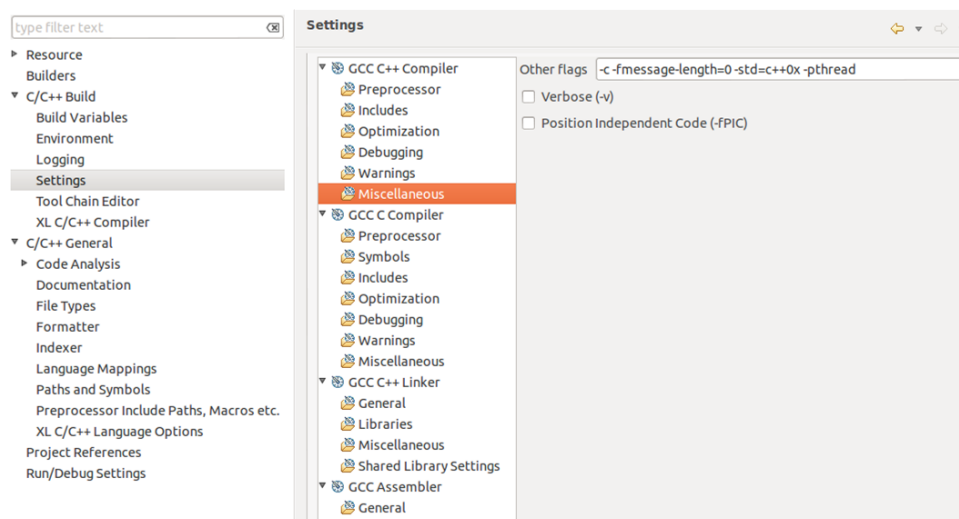 type filter text
Resource
Builders
C/C++ Build
Build Variables
Environment
Logging
Settings
Tool Chain Editor
XL C/C++ Compiler
C/C++ General
Code Analysis
Documentation
File Types
Formatter
Indexer
Language Mappings
Paths and Symbols
Preprocessor Include Paths, Macros etc.
XL C/C++ Language Options
Project References
Run/Debug Settings
Settings
GCC C++ Compiler
Preprocessor
Includes
Optimization
Debugging
Warnings
Miscellaneous
GCC C Compiler
Preprocessor
Symbols
Includes
Optimization
Debugging
Warnings
Miscellaneous
GCC C++ Linker
General
Libraries
Miscellaneous
Shared Library Settings
GCC Assembler
General
Other flags -c -fmessage-length=0 -std=c++0x -pthread
Verbose (-v)
Position Independent Code (-fPIC)